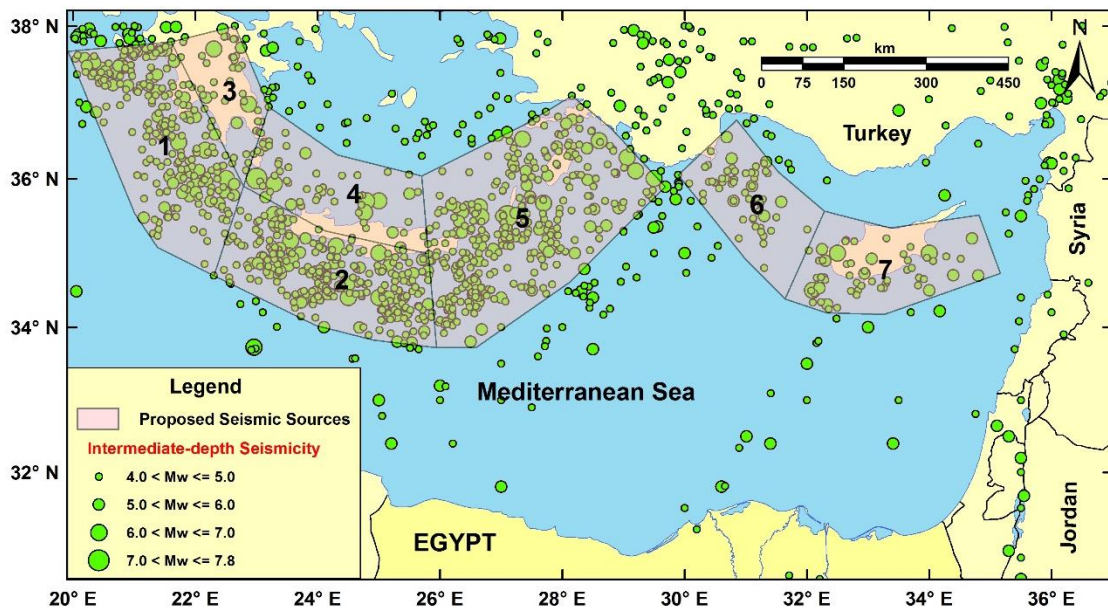 38° N
36° N
34° N
32° N
N
km
0 75 150 300 450
Turkey
Syria
Jordan
3
1
4
5
6
2
7
Mediterranean Sea
EGYPT
Legend
Proposed Seismic Sources
Intermediate-depth Seismicity
4.0 < Mw <= 5.0
5.0 < Mw <= 6.0
6.0 < Mw <= 7.0
7.0 < Mw <= 7.8
20° E 22° E 24° E 26° E 28° E 30° E 32° E 34° E 36° E